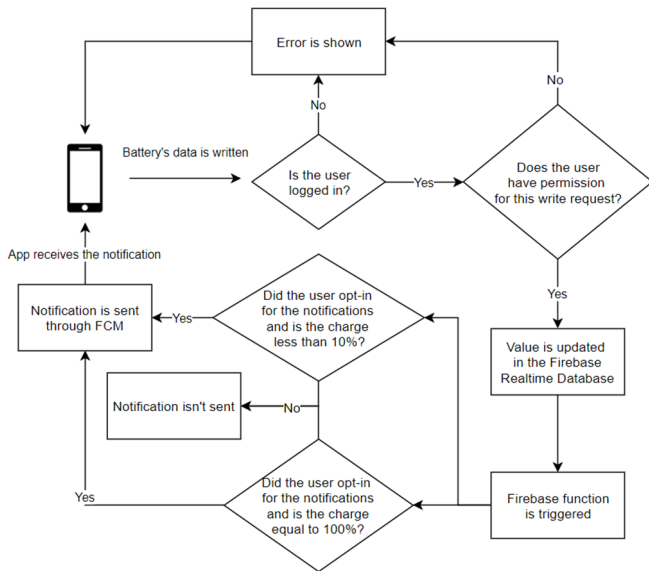 Error is shown
No
No
Battery's data is written
Is the user
logged in?
Yes
Does the user
have permission
for this write request?
App receives the notification
Yes
Notification is sent
through FCM
Yes
Did the user opt-in
for the notifications
and is the charge
less than 10%?
Value is updated
in the Firebase
Realtime Database
Notification isn't sent
No
Yes
Did the user opt-in
for the notifications
and is the charge
equal to 100%?
Firebase function
is triggered